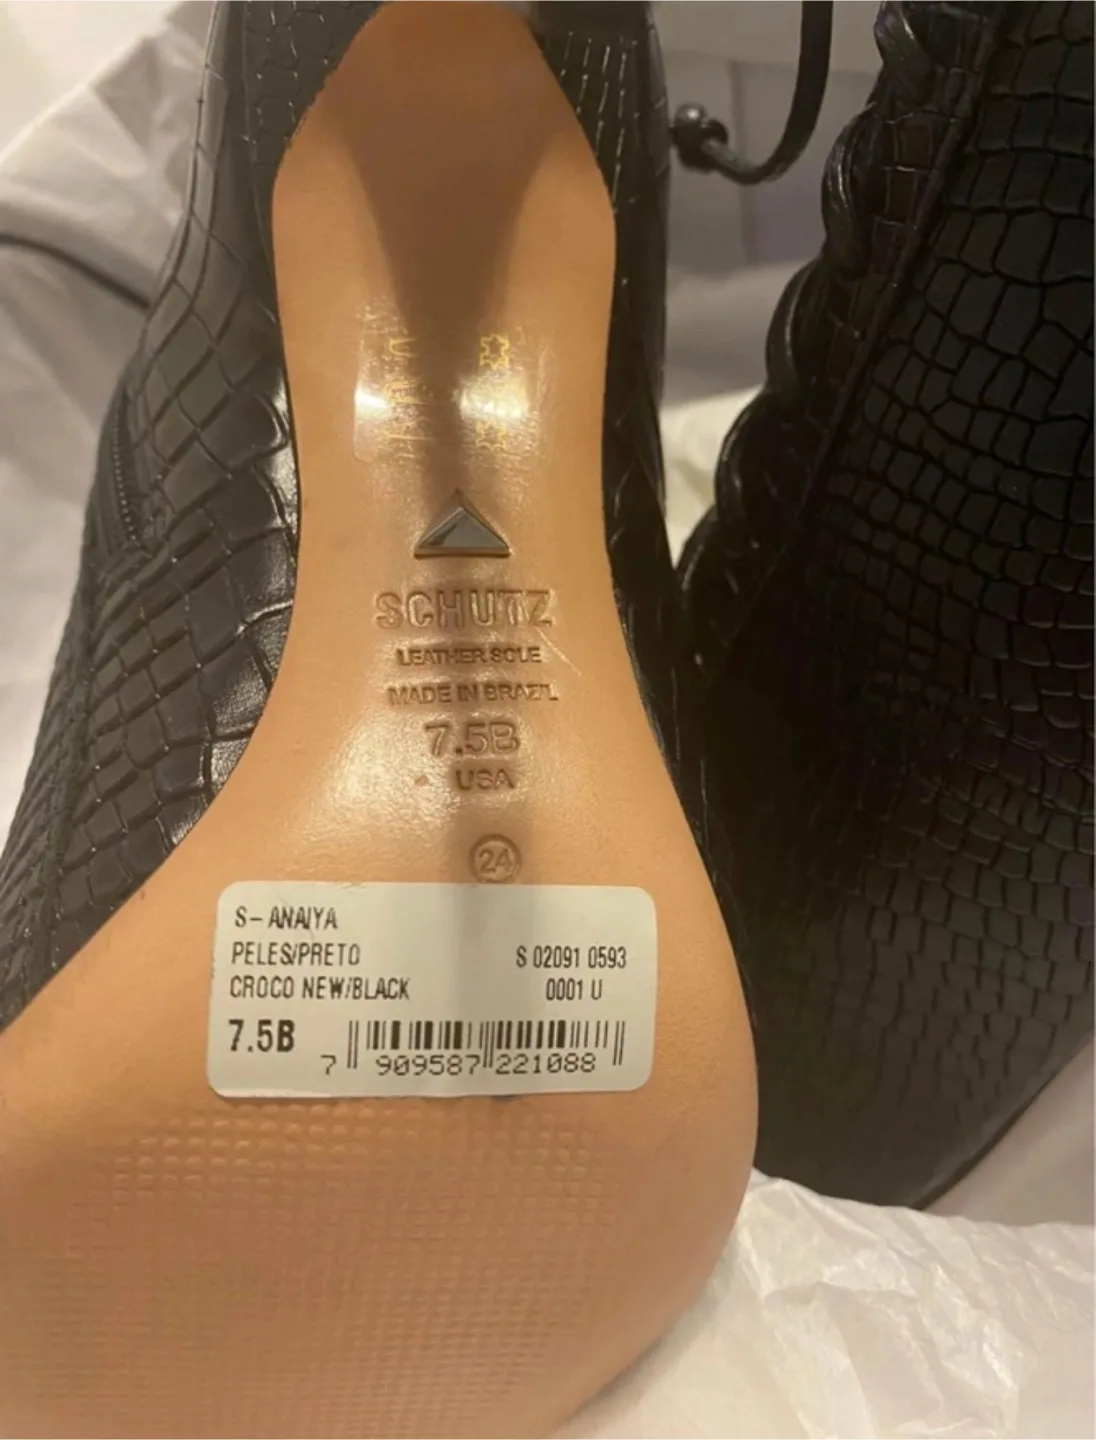 SCHUTZ
LEATHER SOLE
MADE IN BRAZIL
7.5B
USA
24
S- ANAIYA
PELES/PRETO S 02091 0593
CROCO NEW/BLACK 0001 U
7.5B
7 909587 221088